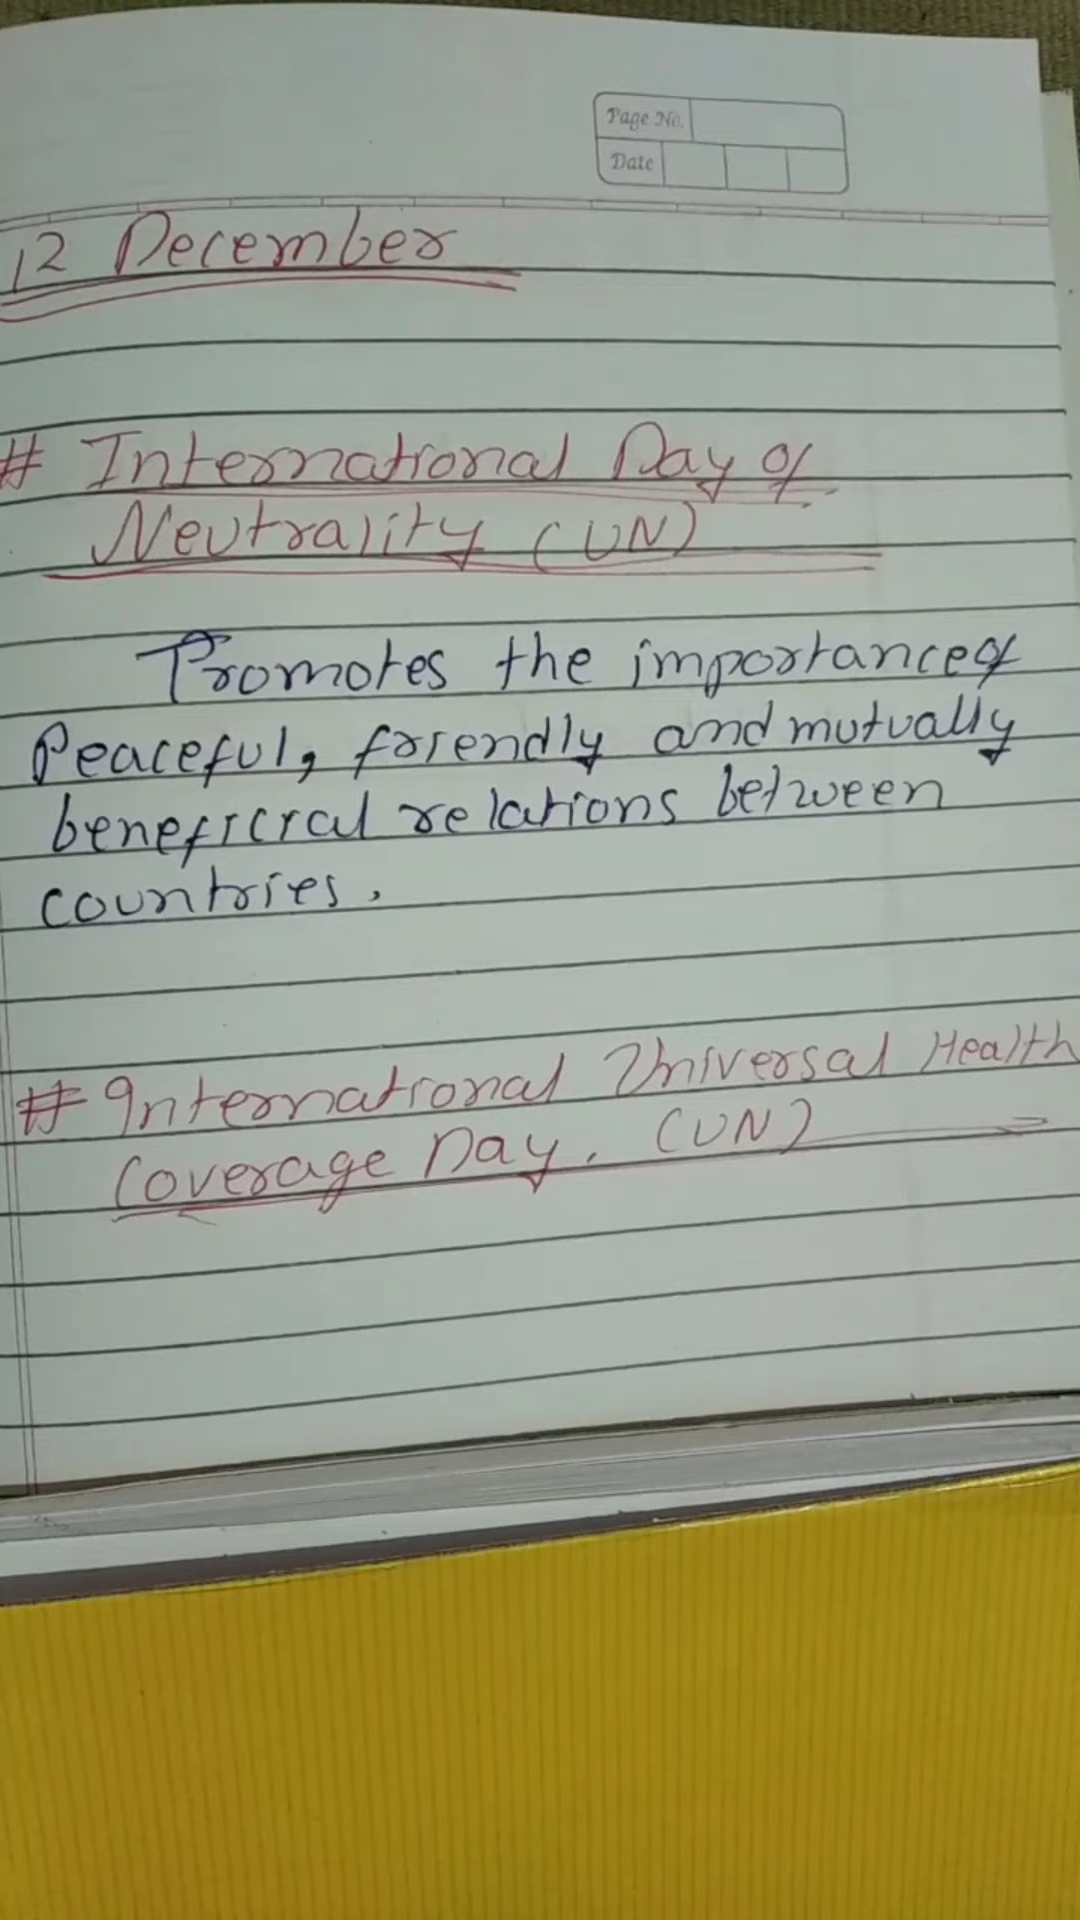 Page No.
Date
12 December
# International Day of
Neutrality (UN)
Promotes the importance of
Peaceful, friendly and mutually
beneficial relations between
countries.
# International Universal Health
Coverage Day. (UN)